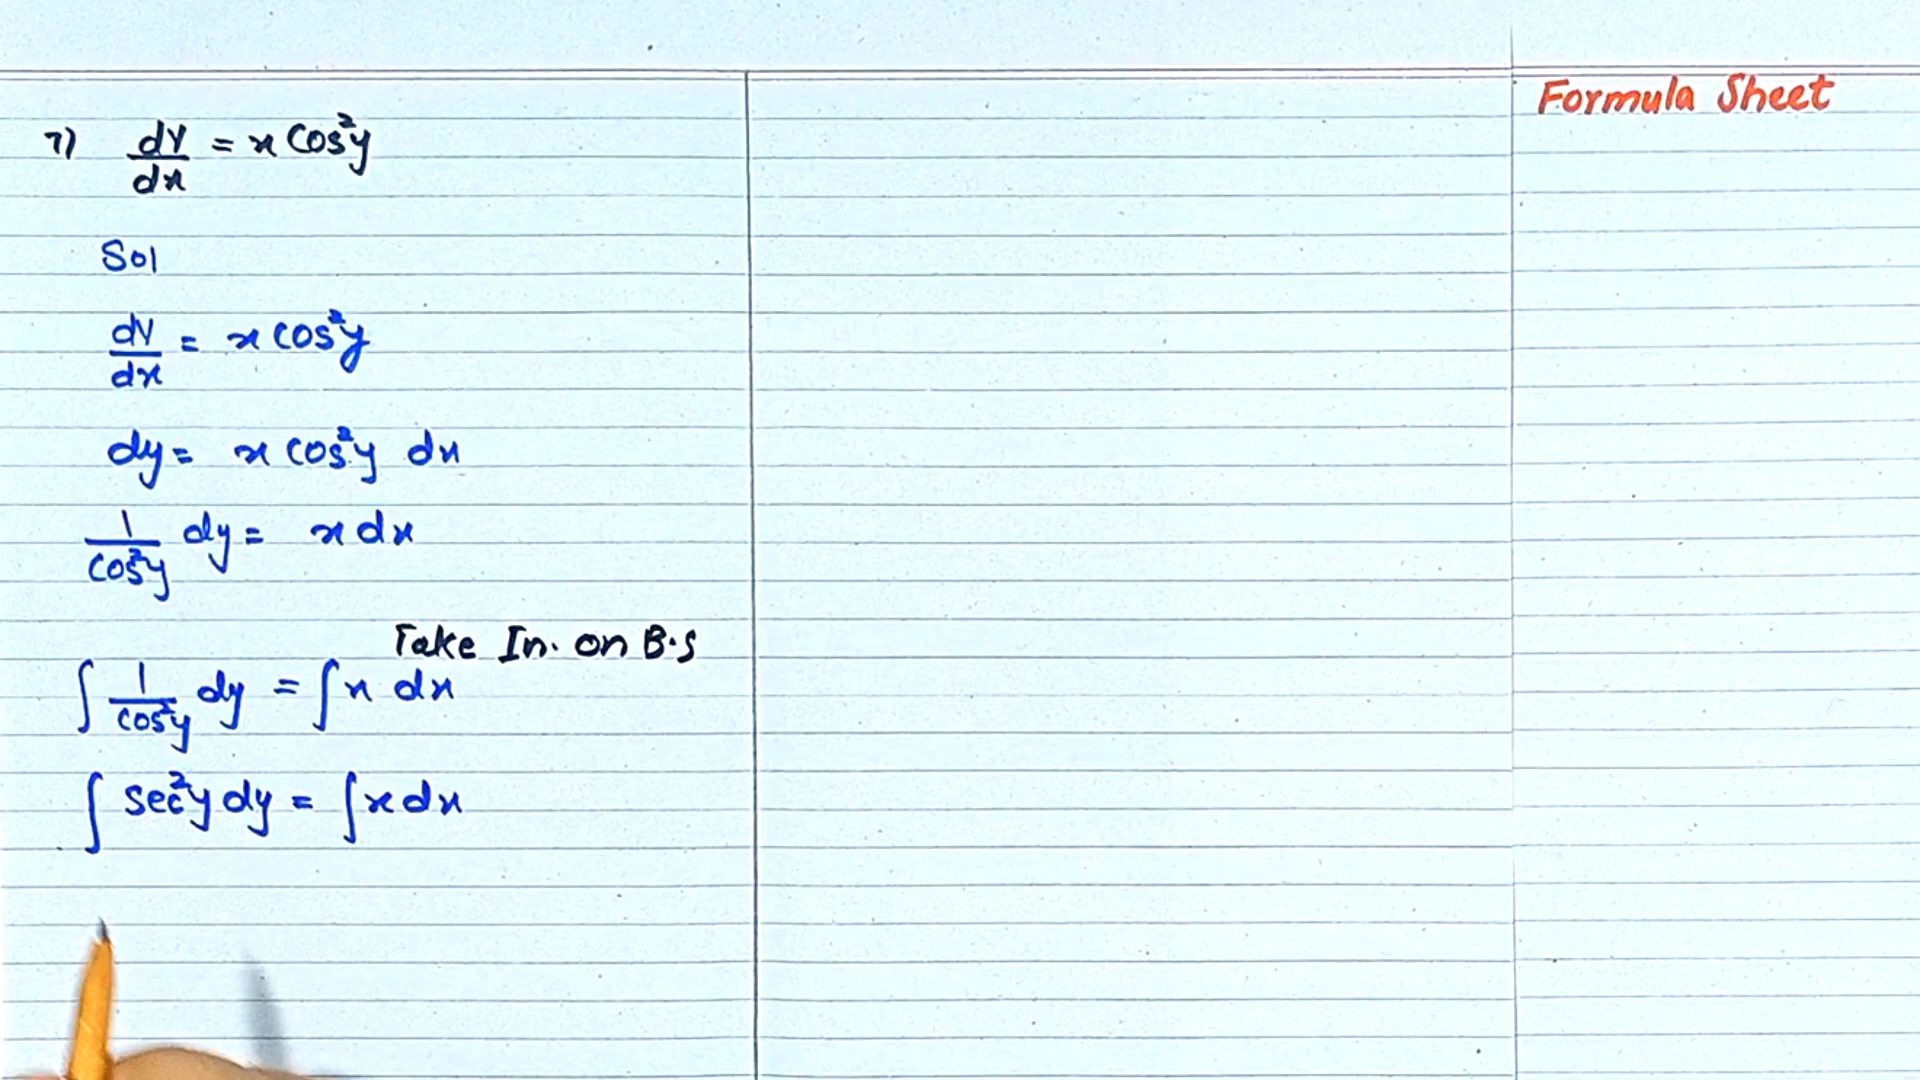 7) dy/dx = x Cos²y
Sol
dy/dx = x cos²y
dy = x cos²y dx
1/cos²y dy = x dx
Take In. on B.s
∫ 1/cos²y dy = ∫ x dx
∫ sec²y dy = ∫ x dx
Formula Sheet